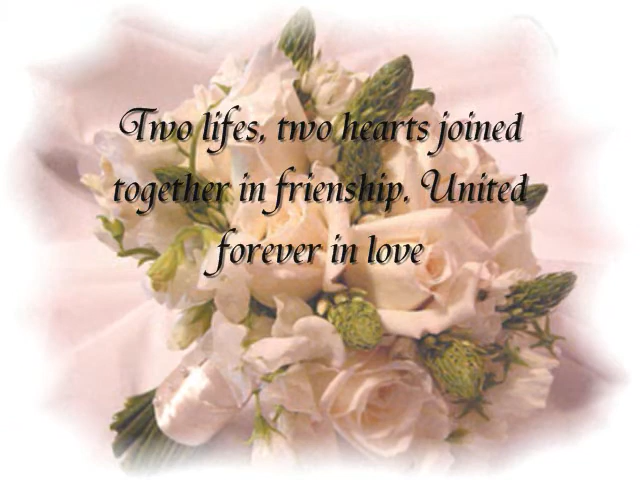 Two lifes, two hearts joined
together in frienship. United
forever in love